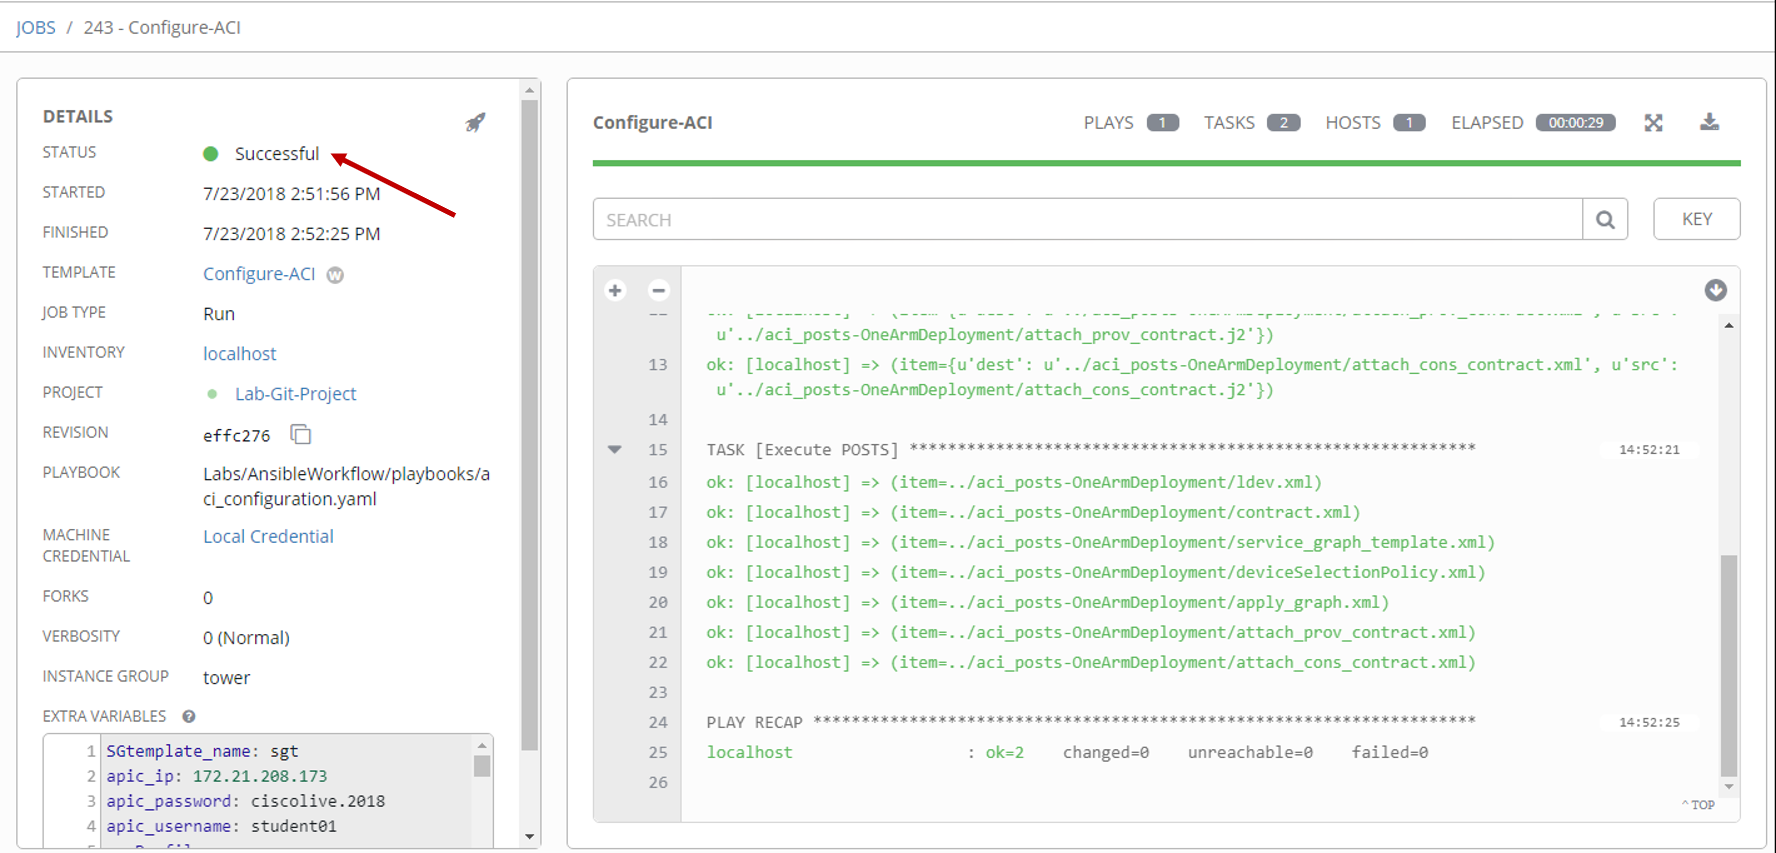 JOBS / 243 - Configure-ACI
DETAILS
STATUS Successful
STARTED 7/23/2018 2:51:56 PM
FINISHED 7/23/2018 2:52:25 PM
TEMPLATE Configure-ACI W
JOB TYPE Run
INVENTORY localhost
PROJECT Lab-Git-Project
REVISION effc276
PLAYBOOK Labs/AnsibleWorkflow/playbooks/a
ci_configuration.yaml
MACHINE Local Credential
CREDENTIAL
FORKS 0
VERBOSITY 0 (Normal)
INSTANCE GROUP tower
EXTRA VARIABLES ?
1 SGtemplate_name: sgt
2 apic_ip: 172.21.208.173
3 apic_password: ciscolive.2018
4 apic_username: student01
Configure-ACI PLAYS 1 TASKS 2 HOSTS 1 ELAPSED 00:00:29
SEARCH KEY
u'../aci_posts-OneArmDeployment/attach_prov_contract.j2'})
13 ok: [localhost] => (item={u'dest': u'../aci_posts-OneArmDeployment/attach_cons_contract.xml', u'src':
u'../aci_posts-OneArmDeployment/attach_cons_contract.j2'})
14
15 TASK [Execute POSTS] *********************************************************** 14:52:21
16 ok: [localhost] => (item=../aci_posts-OneArmDeployment/ldev.xml)
17 ok: [localhost] => (item=../aci_posts-OneArmDeployment/contract.xml)
18 ok: [localhost] => (item=../aci_posts-OneArmDeployment/service_graph_template.xml)
19 ok: [localhost] => (item=../aci_posts-OneArmDeployment/deviceSelectionPolicy.xml)
20 ok: [localhost] => (item=../aci_posts-OneArmDeployment/apply_graph.xml)
21 ok: [localhost] => (item=../aci_posts-OneArmDeployment/attach_prov_contract.xml)
22 ok: [localhost] => (item=../aci_posts-OneArmDeployment/attach_cons_contract.xml)
23
24 PLAY RECAP ********************************************************************* 14:52:25
25 localhost : ok=2 changed=0 unreachable=0 failed=0
26
^ TOP